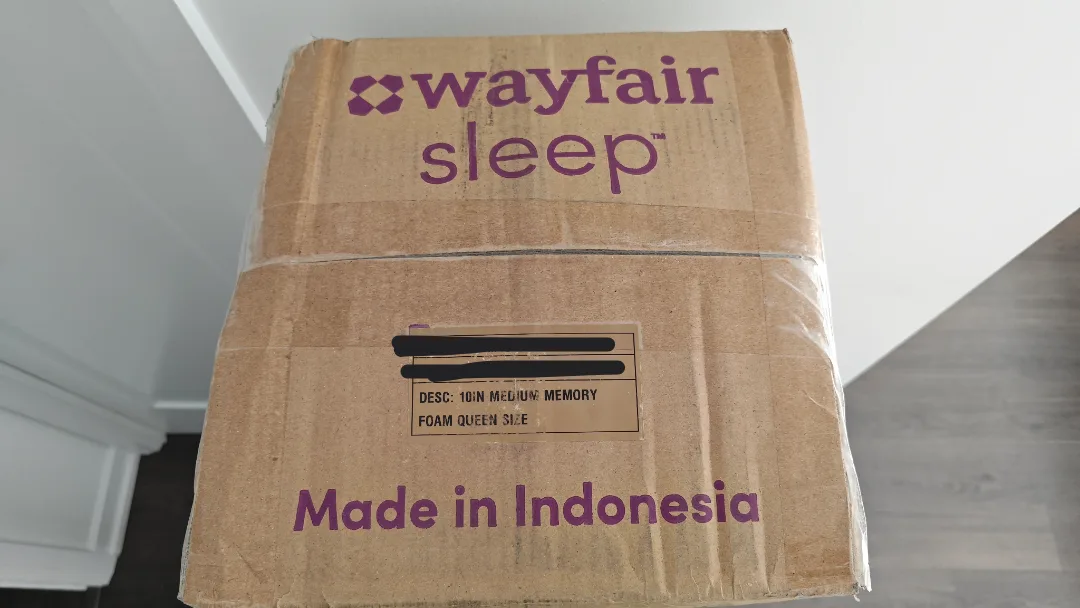 wayfair
sleep™
DESC: 10IN MEDIUM MEMORY
FOAM QUEEN SIZE
Made in Indonesia